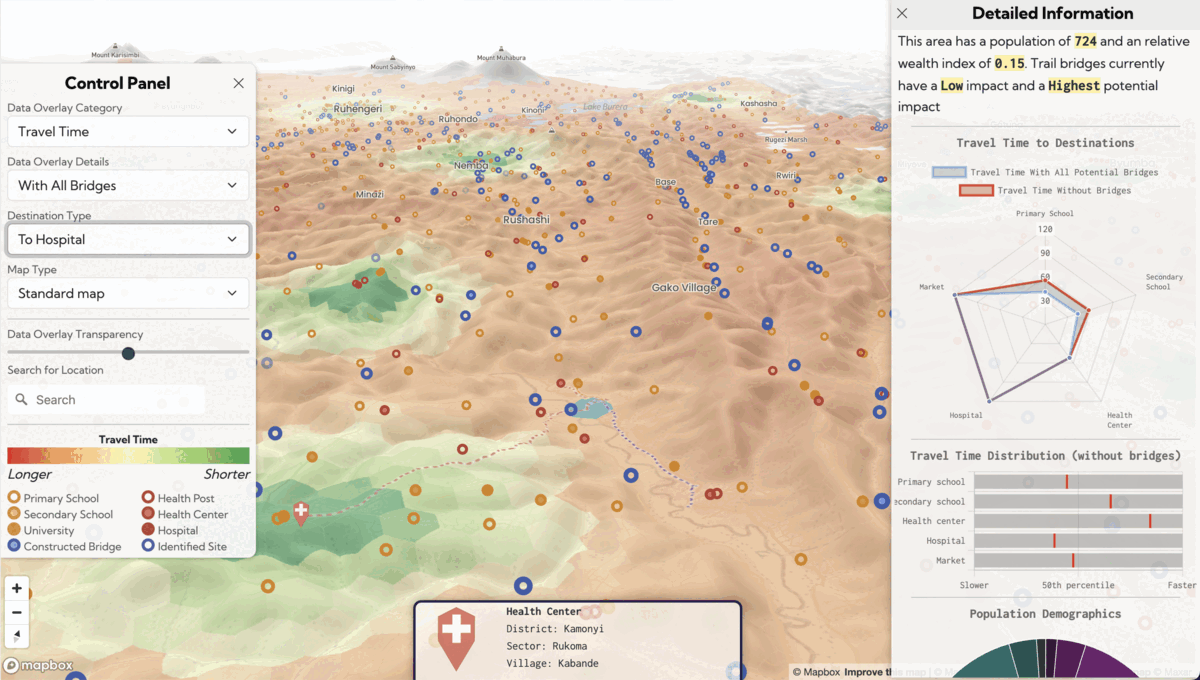 Mount Karisimbi
Mount Sabyinyo
Mount Muhabura
Kinigi
Ruhengeri
Ruhondo
Kinoni
Lake Burera
Kashasha
Rugezi Marsh
Nemba
Minazi
Base
Rwiri
Rushashi
Tare
Gako Village
Control Panel
Data Overlay Category
Travel Time
Data Overlay Details
With All Bridges
Destination Type
To Hospital
Map Type
Standard map
Data Overlay Transparency
Search for Location
Search
Travel Time
Longer Shorter
Primary School Health Post
Secondary School Health Center
University Hospital
Constructed Bridge Identified Site
mapbox
Health Center
District: Kamonyi
Sector: Rukoma
Village: Kabande
© Mapbox Improve this map
Detailed Information
This area has a population of 724 and an relative
wealth index of 0.15. Trail bridges currently
have a Low impact and a Highest potential
impact
Travel Time to Destinations
Travel Time With All Potential Bridges
Travel Time Without Bridges
Primary School
120
90
60
30
Secondary
School
Market
Hospital
Health
Center
Travel Time Distribution (without bridges)
Primary school
econdary school
Health center
Hospital
Market
Slower 50th percentile Faster
Population Demographics